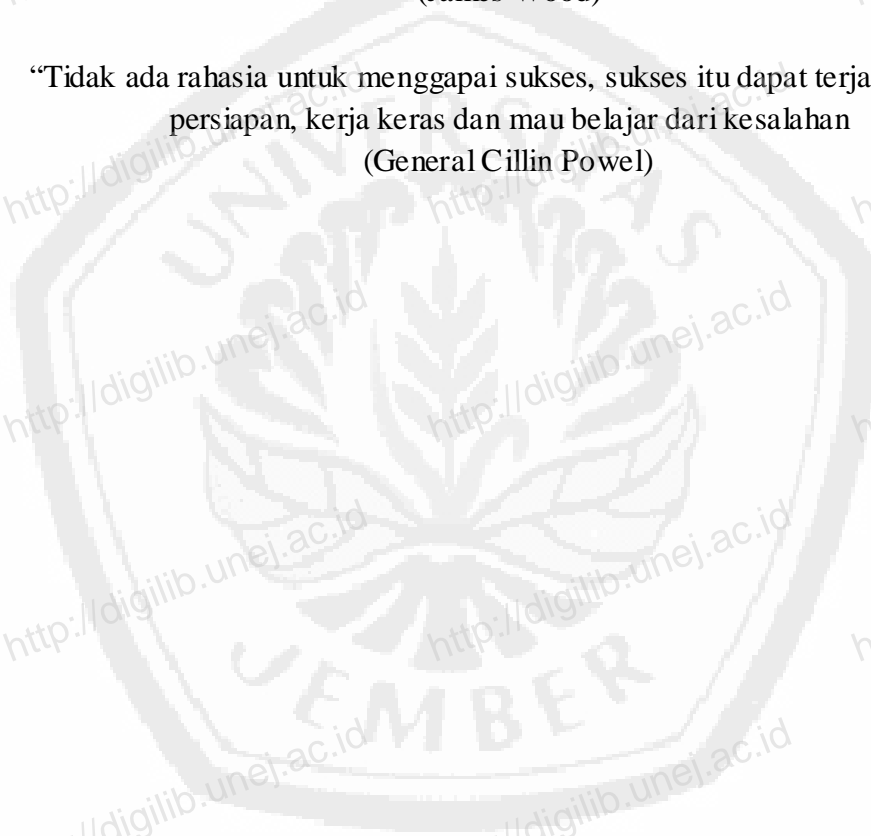 “Tidak ada rahasia untuk menggapai sukses, sukses itu dapat terja
persiapan, kerja keras dan mau belajar dari kesalahan
(General Cillin Powel)
UNIVERSITAS
http://digilib.unej.ac.id
http://digilib.unej.ac.id
http://digilib.unej.ac.id
http://digilib.unej.ac.id
http://digilib.unej.ac.id
http://digilib.unej.ac.id
JEMBER
http://digilib.unej.ac.id
http://digilib.unej.ac.id